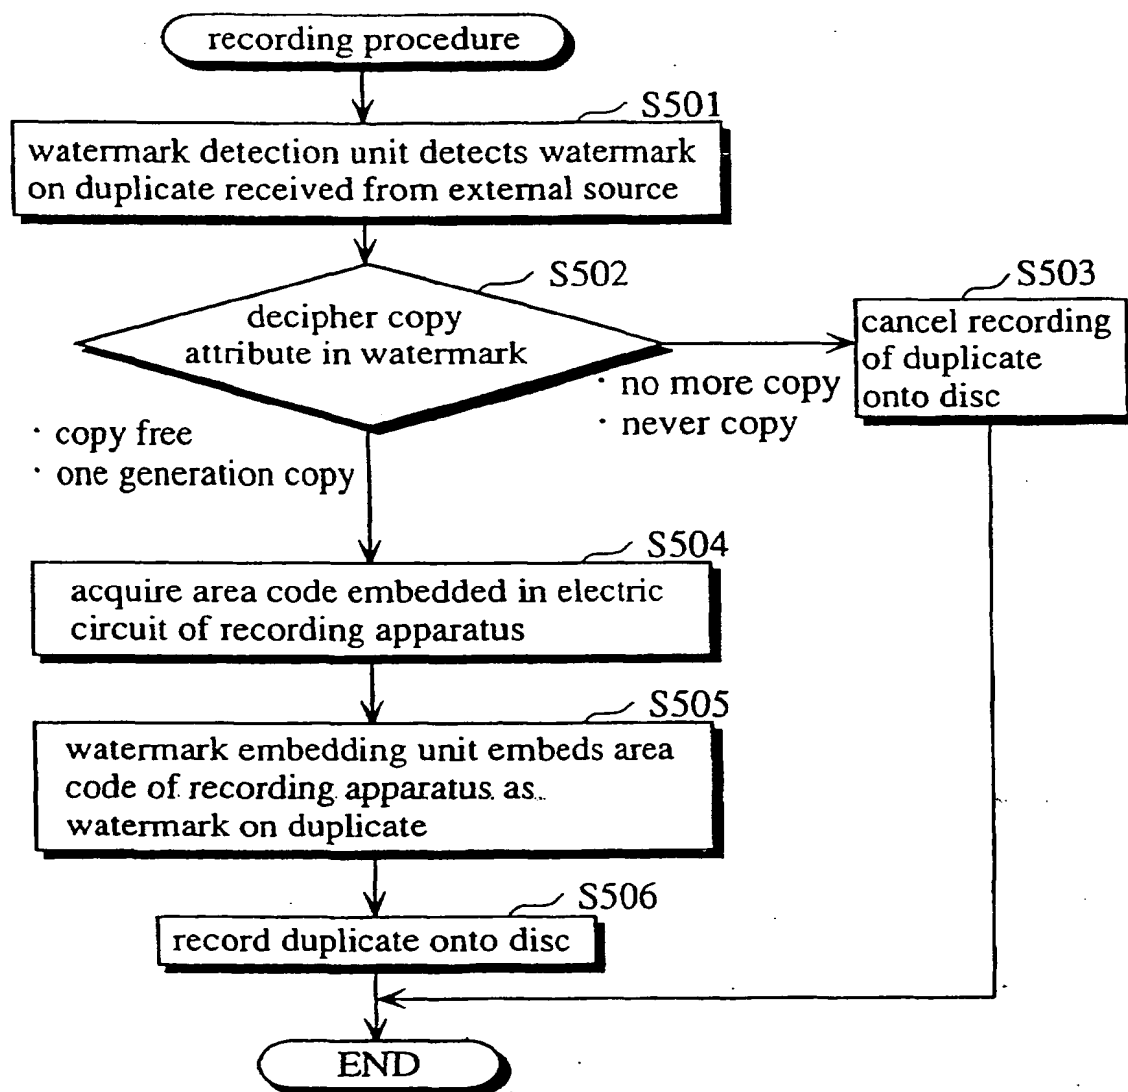 recording procedure
S501
watermark detection unit detects watermark
on duplicate received from external source
S502
decipher copy
attribute in watermark
S503
cancel recording
of duplicate
onto disc
· no more copy
· never copy
· copy free
· one generation copy
S504
acquire area code embedded in electric
circuit of recording apparatus
S505
watermark embedding unit embeds area
code of recording apparatus as
watermark on duplicate
S506
record duplicate onto disc
END